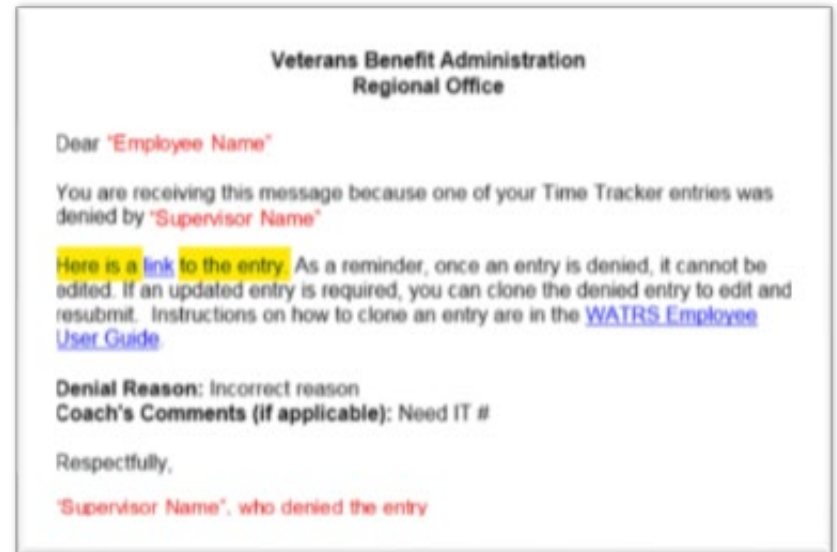 Veterans Benefit Administration
Regional Office
Dear "Employee Name"
You are receiving this message because one of your Time Tracker entries was
denied by "Supervisor Name"
Here is a link to the entry. As a reminder, once an entry is denied, it cannot be
edited. If an updated entry is required, you can clone the denied entry to edit and
resubmit. Instructions on how to clone an entry are in the WATRS Employee
User Guide.
Denial Reason: Incorrect reason
Coach's Comments (if applicable): Need IT #
Respectfully,
"Supervisor Name", who denied the entry